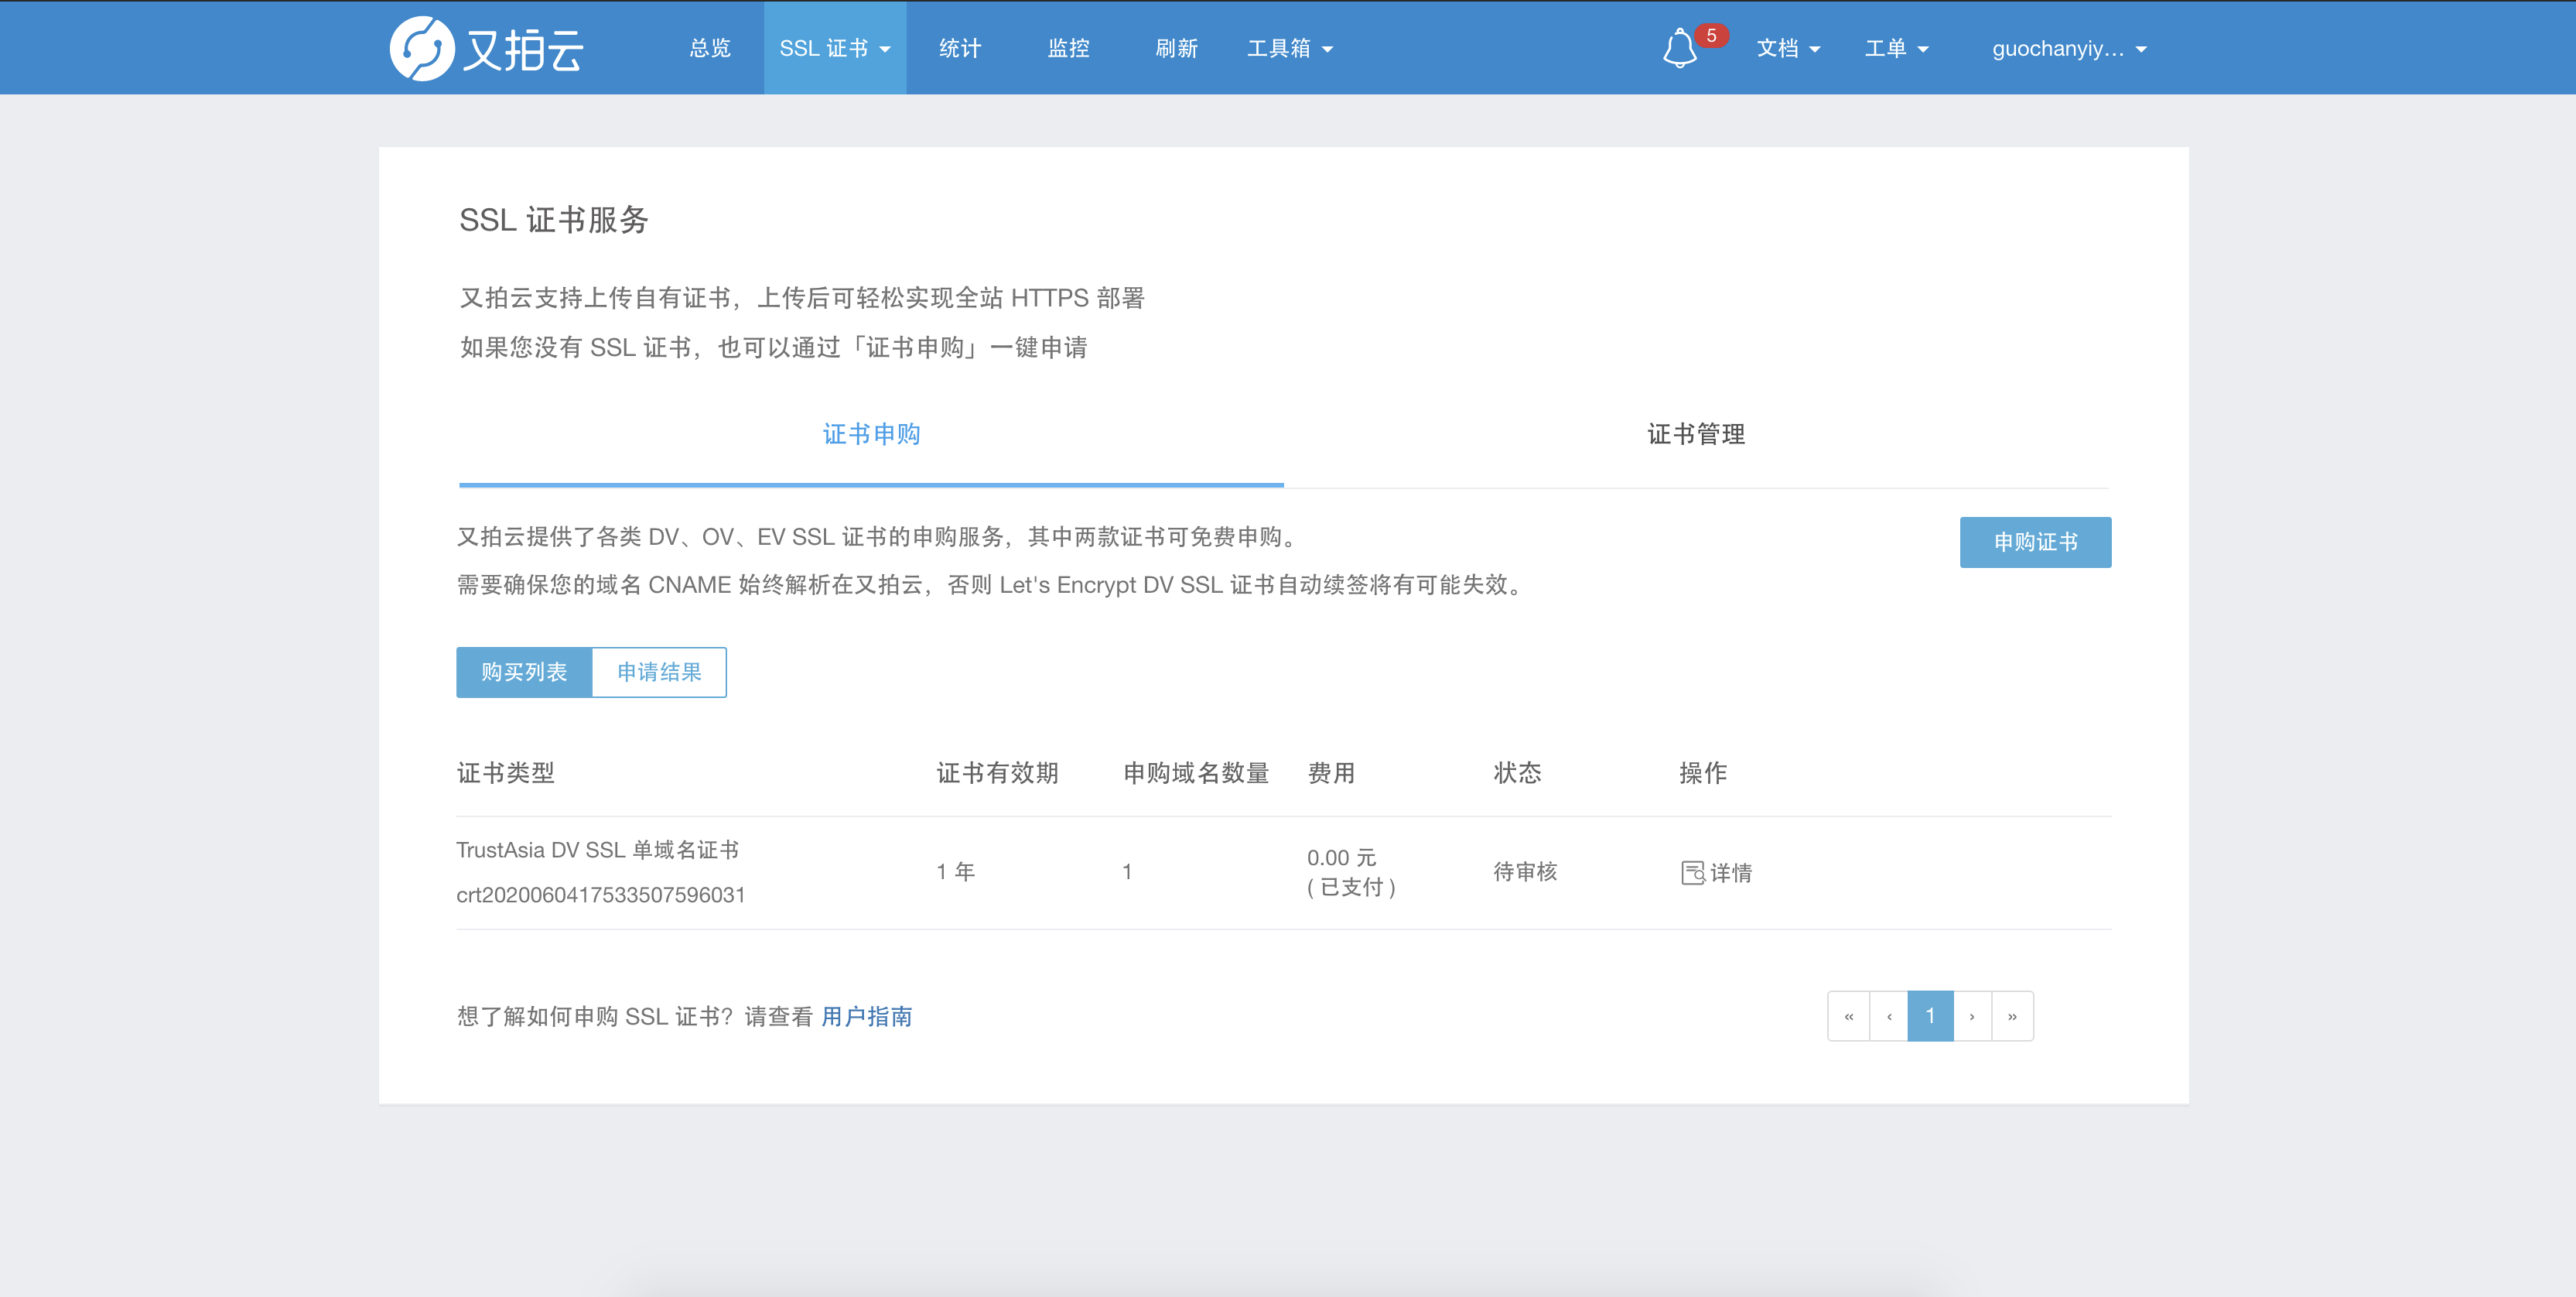 又拍云
总览
SSL 证书
统计
监控
刷新
工具箱
5
文档
工单
guochanyiy...
SSL 证书服务
又拍云支持上传自有证书，上传后可轻松实现全站 HTTPS 部署
如果您没有 SSL 证书，也可以通过「证书申购」一键申请
证书申购
证书管理
又拍云提供了各类 DV、OV、EV SSL 证书的申购服务，其中两款证书可免费申购。
申购证书
需要确保您的域名 CNAME 始终解析在又拍云，否则 Let's Encrypt DV SSL 证书自动续签将有可能失效。
购买列表
申请结果
证书类型
证书有效期
申购域名数量
费用
状态
操作
TrustAsia DV SSL 单域名证书
crt2020060417533507596031
1 年
1
0.00 元
( 已支付 )
待审核
详情
想了解如何申购 SSL 证书？请查看 用户指南
« ‹ 1 › »